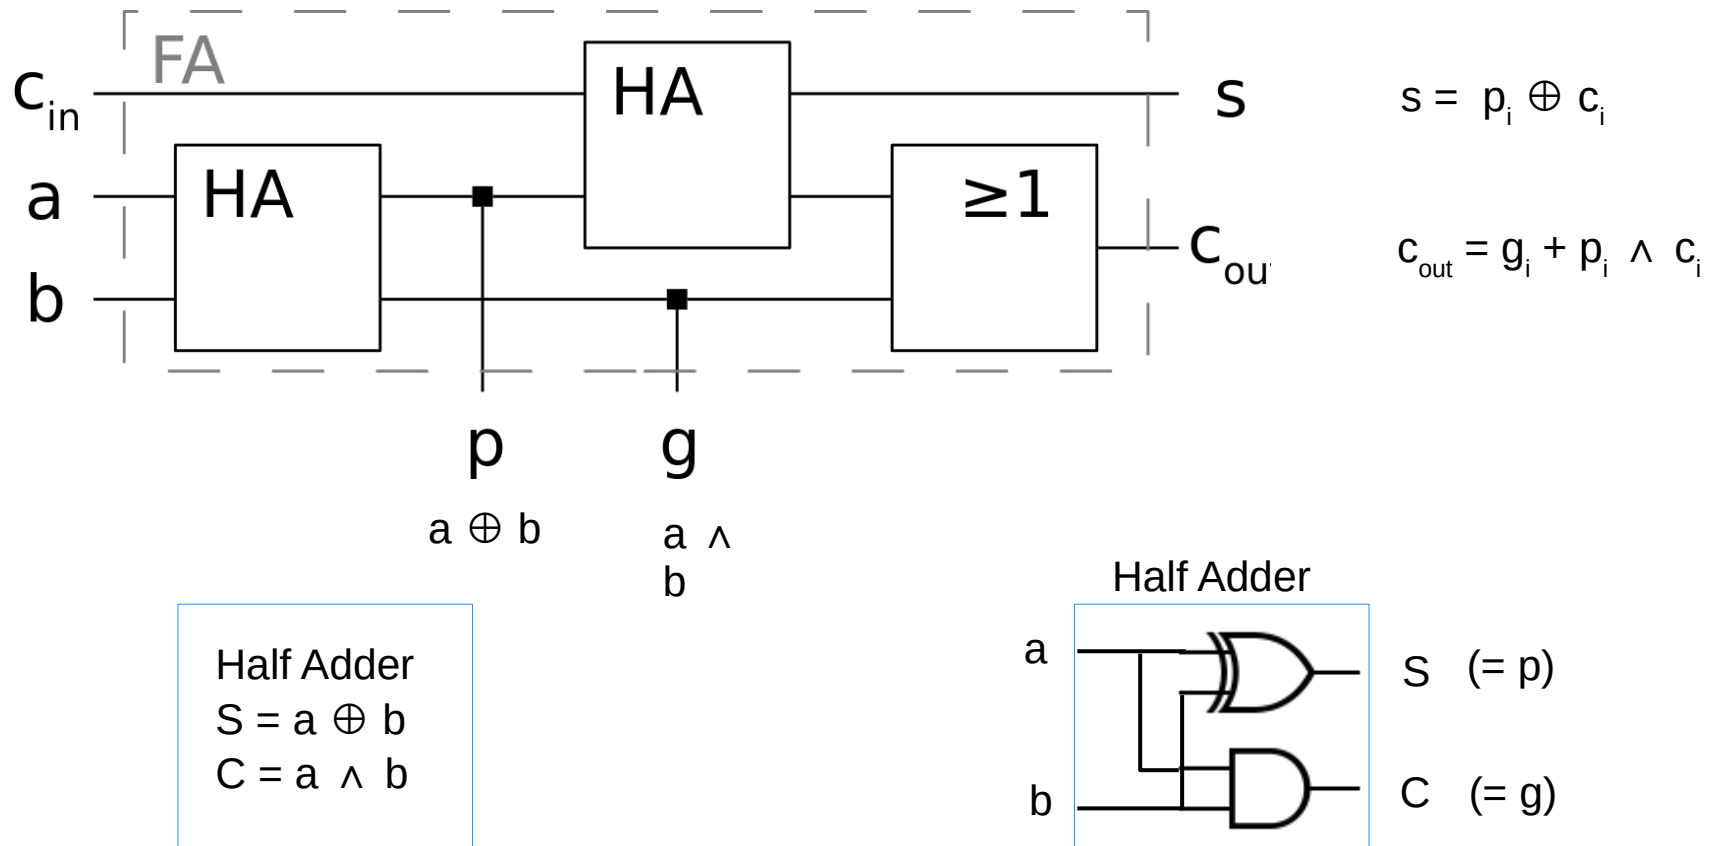 FA
c_in
HA
HA
s
s = p_i ⊕ c_i
a
≥1
b
c_ou
c_out = g_i + p_i ∧ c_i
p
g
a ⊕ b
a ∧
b
Half Adder
S = a ⊕ b
C = a ∧ b
Half Adder
a
S (= p)
b
C (= g)